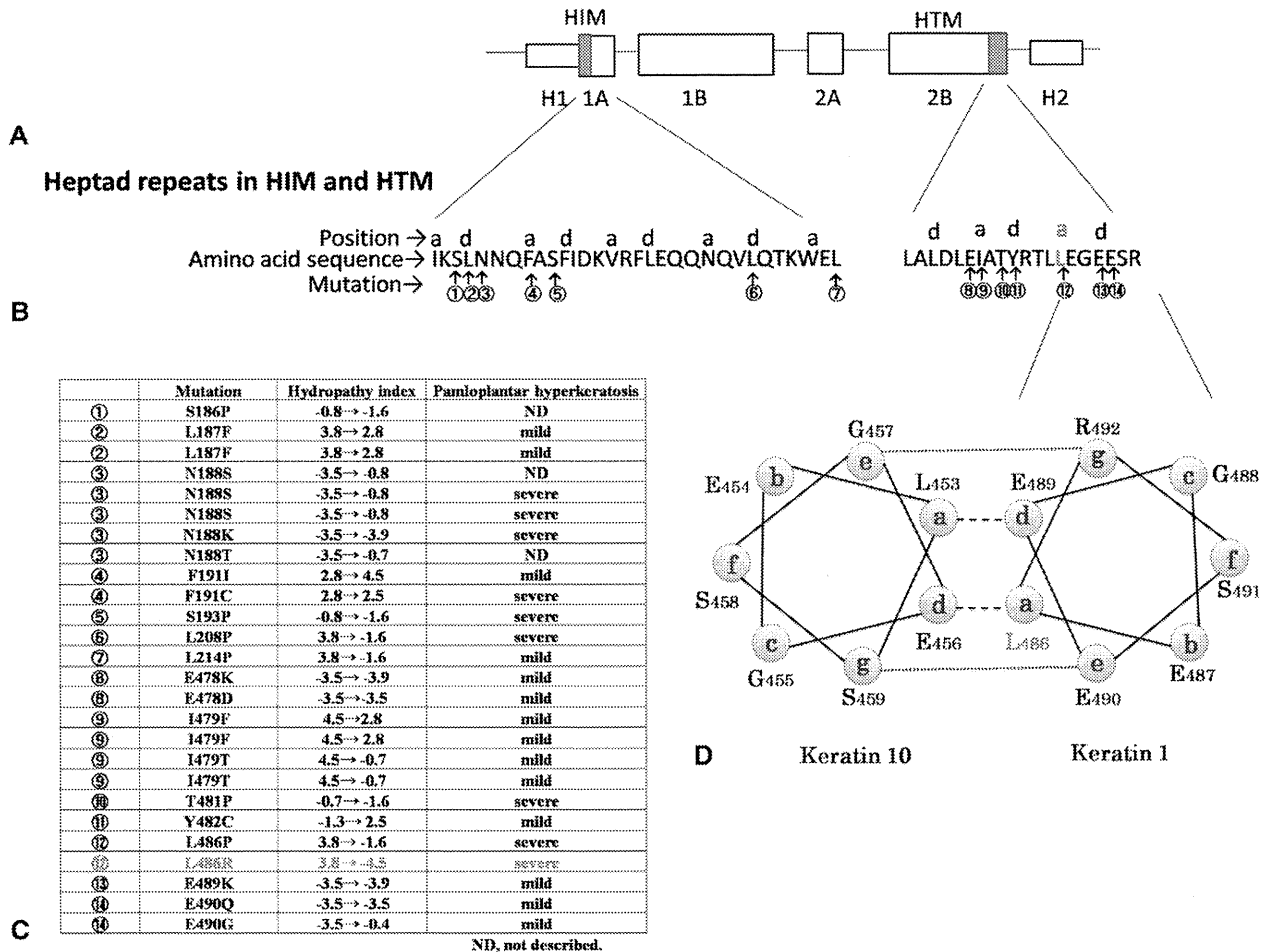 HIM
HTM
H1 1A 1B 2A 2B H2
A
Heptad repeats in HIM and HTM
Position → a d a d a d a d a d a d a d
Amino acid sequence → IKSLNNQFASFIDKVRFLEQQNQVLQTKWEL LALDLEIATYRTLLEGEESR
Mutation → ① ② ③ ④ ⑤ ⑥ ⑦ ⑧ ⑨ ⑩ ⑪ ⑫ ⑬ ⑭
B
Mutation Hydropathy index Pamloplantar hyperkeratosis
① S186P -0.8→ -1.6 ND
② L187F 3.8→ 2.8 mild
② L187F 3.8→ 2.8 mild
③ N188S -3.5→ -0.8 ND
③ N188S -3.5→ -0.8 severe
③ N188S -3.5→ -0.8 severe
③ N188K -3.5→ -3.9 severe
③ N188T -3.5→ -0.7 ND
④ F191I 2.8→ 4.5 mild
④ F191C 2.8→ 2.5 severe
⑤ S193P -0.8→ -1.6 severe
⑥ L208P 3.8→ -1.6 severe
⑦ L214P 3.8→ -1.6 mild
⑧ E478K -3.5→ -3.9 mild
⑧ E478D -3.5→ -3.5 mild
⑨ I479F 4.5→ 2.8 mild
⑨ I479F 4.5→ 2.8 mild
⑨ I479T 4.5→ -0.7 mild
⑨ I479T 4.5→ -0.7 mild
⑩ T481P -0.7→ -1.6 severe
⑪ Y482C -1.3→ 2.5 mild
⑫ L486P 3.8→ -1.6 severe
⑫ L486R 3.8→ -4.5 severe
⑬ E489K -3.5→ -3.9 mild
⑭ E490Q -3.5→ -3.5 mild
⑭ E490G -3.5→ -0.4 mild
ND, not described.
C
G457 R492
e g
E454 b L453 E489 c G488
a d
f f
S458 S491
d a
c E456 L486 b
G455 g e E487
S459 E490
D Keratin 10 Keratin 1